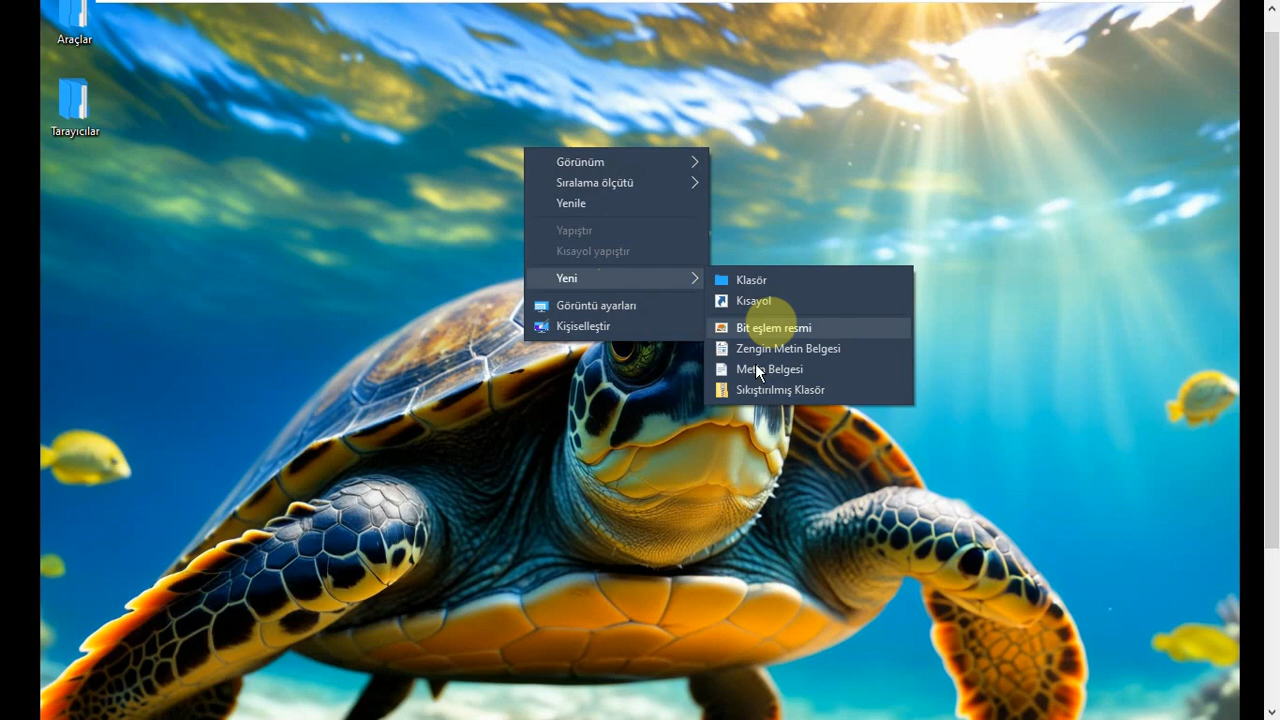 Araçlar
Tarayıcılar
Görünüm
Sıralama ölçütü
Yenile
Yapıştır
Kısayol yapıştır
Yeni
Görüntü ayarları
Kişiselleştir
Klasör
Kısayol
Bit eşlem resmi
Zengin Metin Belgesi
Metin Belgesi
Sıkıştırılmış Klasör